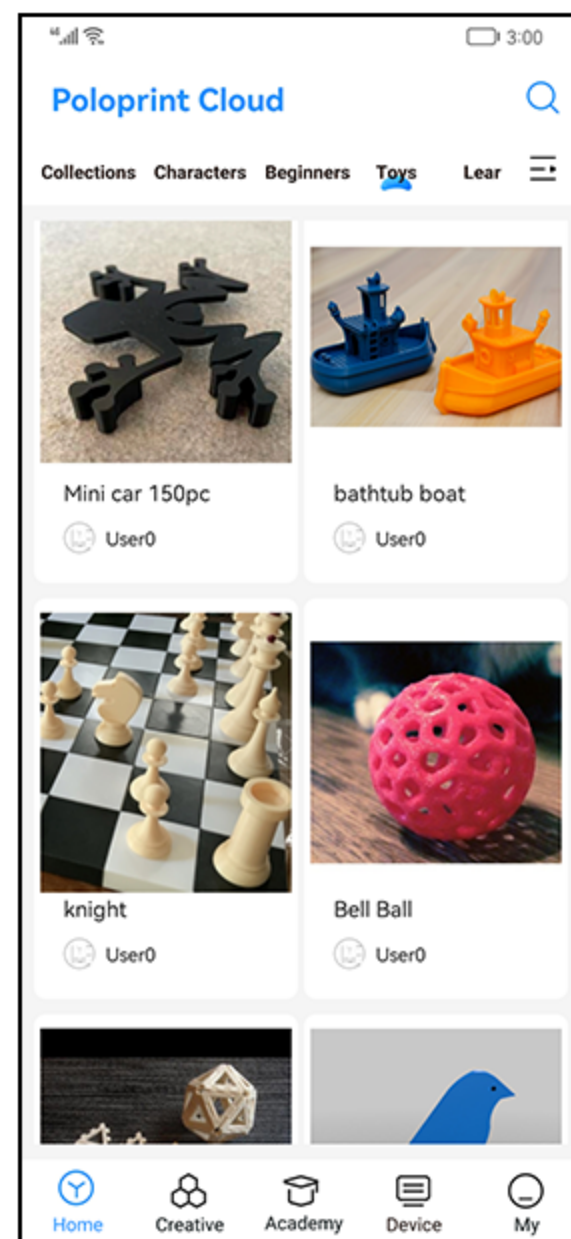 3:00
Poloprint Cloud
Collections Characters Beginners Toys Lear
Mini car 150pc
User0
bathtub boat
User0
knight
User0
Bell Ball
User0
Home Creative Academy Device My